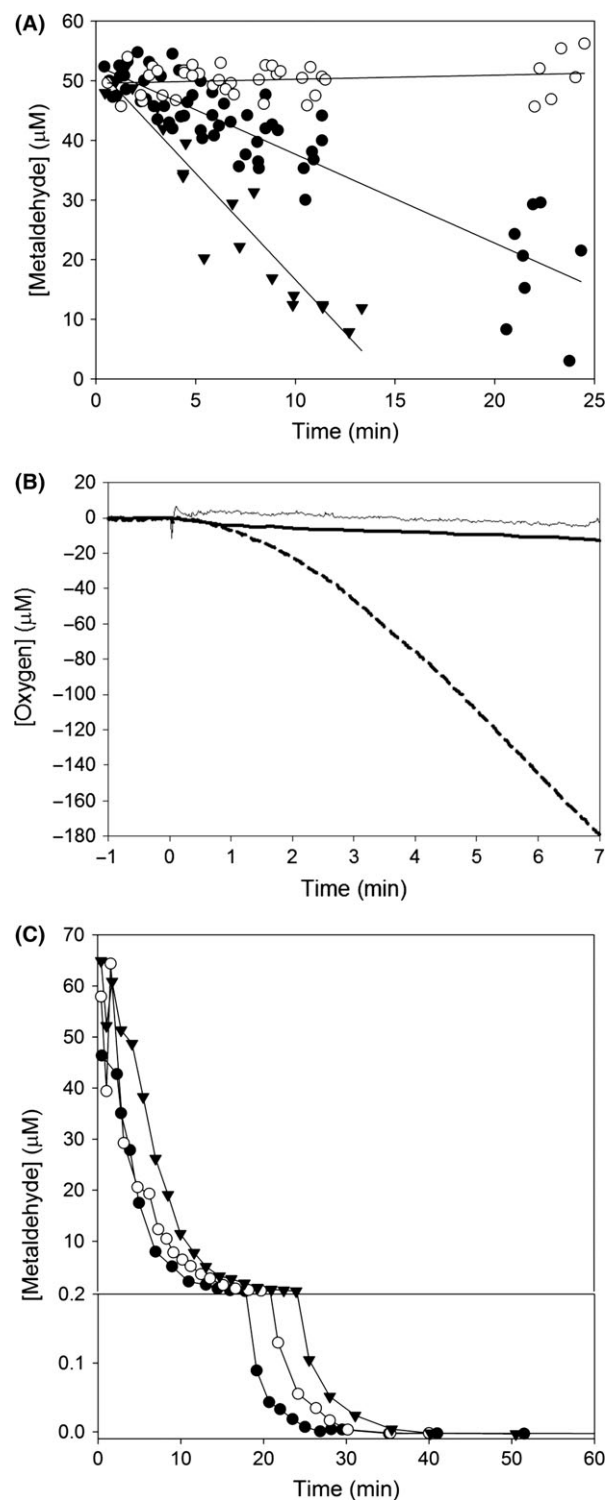 (A)
60
50
40
30
20
10
0
[Metaldehyde] (μM)
0 5 10 15 20 25
Time (min)
(B)
20
0
−20
−40
−60
−80
−100
−120
−140
−160
−180
[Oxygen] (μM)
−1 0 1 2 3 4 5 6 7
Time (min)
(C)
70
60
50
40
30
20
10
0.2
0.1
0.0
[Metaldehyde] (μM)
0 10 20 30 40 50 60
Time (min)